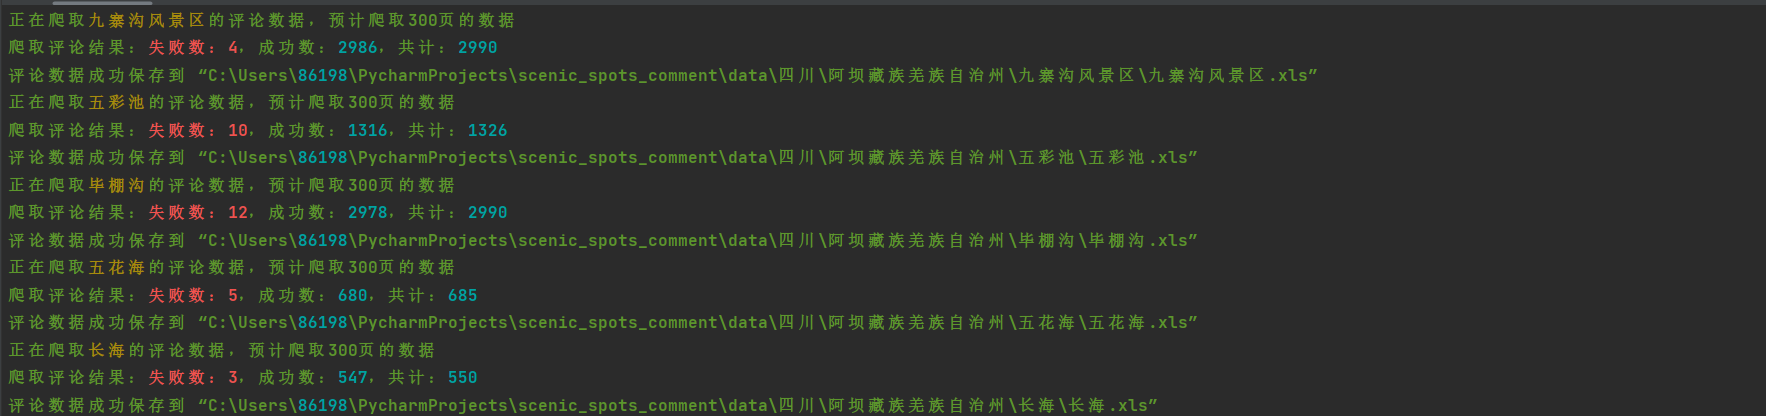 正在爬取九寨沟风景区的评论数据，预计爬取300页的数据
爬取评论结果：失败数：4，成功数：2986，共计：2990
评论数据成功保存到 “C:\Users\86198\PycharmProjects\scenic_spots_comment\data\四川\阿坝藏族羌族自治州\九寨沟风景区\九寨沟风景区.xls”
正在爬取五彩池的评论数据，预计爬取300页的数据
爬取评论结果：失败数：10，成功数：1316，共计：1326
评论数据成功保存到 “C:\Users\86198\PycharmProjects\scenic_spots_comment\data\四川\阿坝藏族羌族自治州\五彩池\五彩池.xls”
正在爬取毕棚沟的评论数据，预计爬取300页的数据
爬取评论结果：失败数：12，成功数：2978，共计：2990
评论数据成功保存到 “C:\Users\86198\PycharmProjects\scenic_spots_comment\data\四川\阿坝藏族羌族自治州\毕棚沟\毕棚沟.xls”
正在爬取五花海的评论数据，预计爬取300页的数据
爬取评论结果：失败数：5，成功数：680，共计：685
评论数据成功保存到 “C:\Users\86198\PycharmProjects\scenic_spots_comment\data\四川\阿坝藏族羌族自治州\五花海\五花海.xls”
正在爬取长海的评论数据，预计爬取300页的数据
爬取评论结果：失败数：3，成功数：547，共计：550
评论数据成功保存到 “C:\Users\86198\PycharmProjects\scenic_spots_comment\data\四川\阿坝藏族羌族自治州\长海\长海.xls”